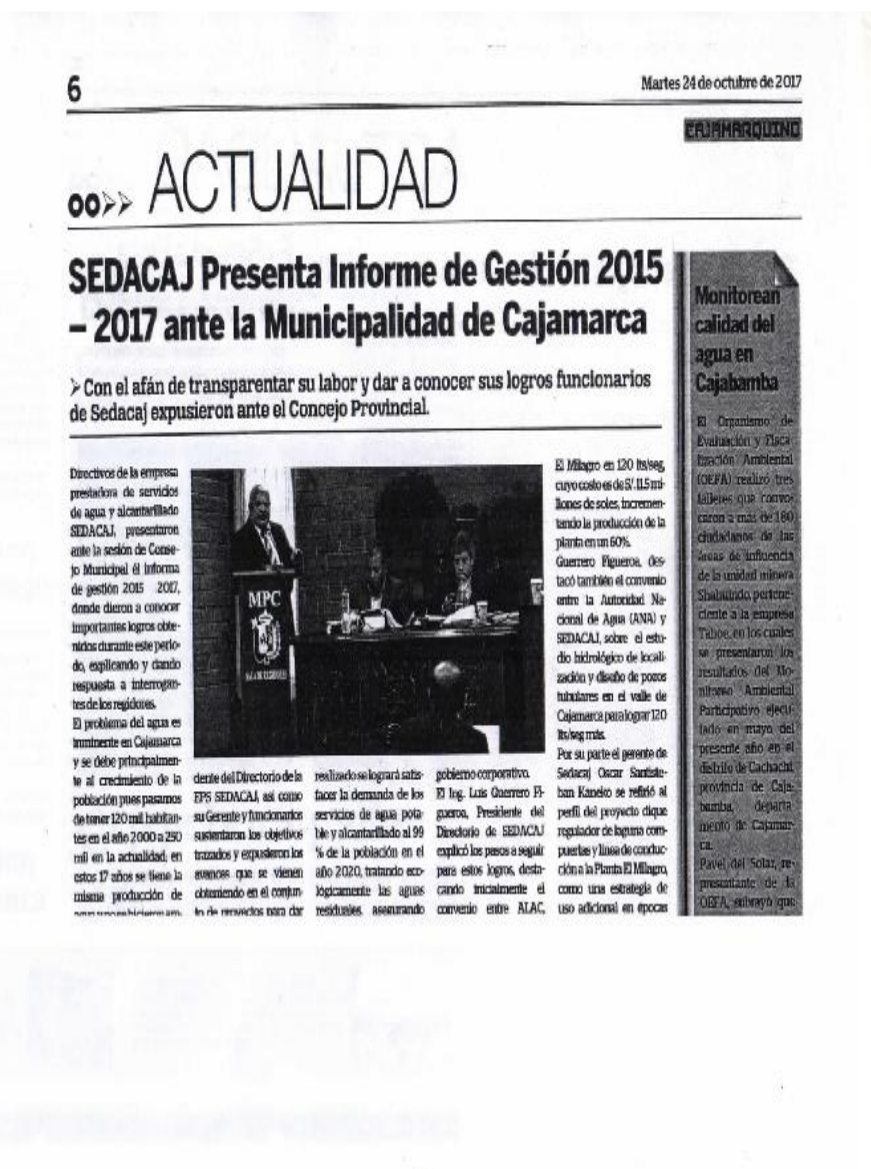 6
Martes 24 de octubre de 2017
CAJAMARQUINO
ACTUALIDAD
SEDACAJ Presenta Informe de Gestión 2015
– 2017 ante la Municipalidad de Cajamarca
Con el afán de transparentar su labor y dar a conocer sus logros funcionarios
de Sedacaj expusieron ante el Concejo Provincial.
Directivos de la empresa
prestadora de servicios
de agua y alcantarillado
SEDACAJ, presentaron
ante la sesión de Conse-
jo Municipal él informa
de gestión 2015 2017,
donde dieron a conocer
importantes logros obte-
nidos durante este perio-
do, explicando y dando
respuesta a interrogan-
tes de los regidores.
El problema del agua es
inminente en Cajamarca
y se debe principalmen-
te al crecimiento de la
población pues pasamos
de tener 120 mil habitan-
tes en el año 2000 a 250
mil en la actualidad, en
estos 17 años se tiene la
misma producción de
MPC
SALA DE REGIDORES
dente del Directorio de la
EPS SEDACAJ, así como
su Gerente y funcionarios
sustentaron los objetivos
trazados y expusieron los
avances que se vienen
obteniendo en el conjun-
to de proyectos para dar
realizado se logrará satis-
facer la demanda de los
servicios de agua pota-
ble y alcantarillado al 99
% de la población en el
año 2020, tratando eco-
lógicamente las aguas
residuales, asegurando
gobierno corporativo.
El Ing. Luis Guerrero Fi-
gueroa, Presidente del
Directorio de SEDACAJ
explicó los pasos a seguir
para estos logros, desta-
cando inicialmente el
convenio entre ALAC,
El Milagro en 120 lts/seg,
cuyo costo es de S/. 11.5 mi-
llones de soles, incremen-
tando la producción de la
planta en un 60%.
Guerrero Figueroa, des-
tacó también el convenio
entre la Autoridad Na-
cional de Agua (ANA) y
SEDACAJ, sobre el estu-
dio hidrológico de locali-
zación y diseño de pozos
tubulares en el valle de
Cajamarca para lograr 120
lts/seg más.
Por su parte el gerente de
Sedacaj Oscar Santiste-
ban Kaneko se refirió al
perfil del proyecto dique
regulador de laguna com-
puertas y línea de conduc-
ción a la Planta El Milagro,
como una estrategia de
uso adicional en épocas
Monitorean
calidad del
agua en
Cajabamba
El Organismo de
Evaluación y Fisca-
lización Ambiental
(OEFA) realizó tres
talleres que convo-
caron a más de 180
ciudadanos de las
áreas de influencia
de la unidad minera
Shahuindo, pertene-
ciente a la empresa
Tahoe, en los cuales
se presentaron los
resultados del Mo-
nitoreo Ambiental
Participativo ejecu-
tado en mayo del
presente año en el
distrito de Cachachi,
provincia de Caja-
bamba, departa-
mento de Cajamar-
ca.
Pavel del Solar, re-
presentante de la
OEFA, subrayó que